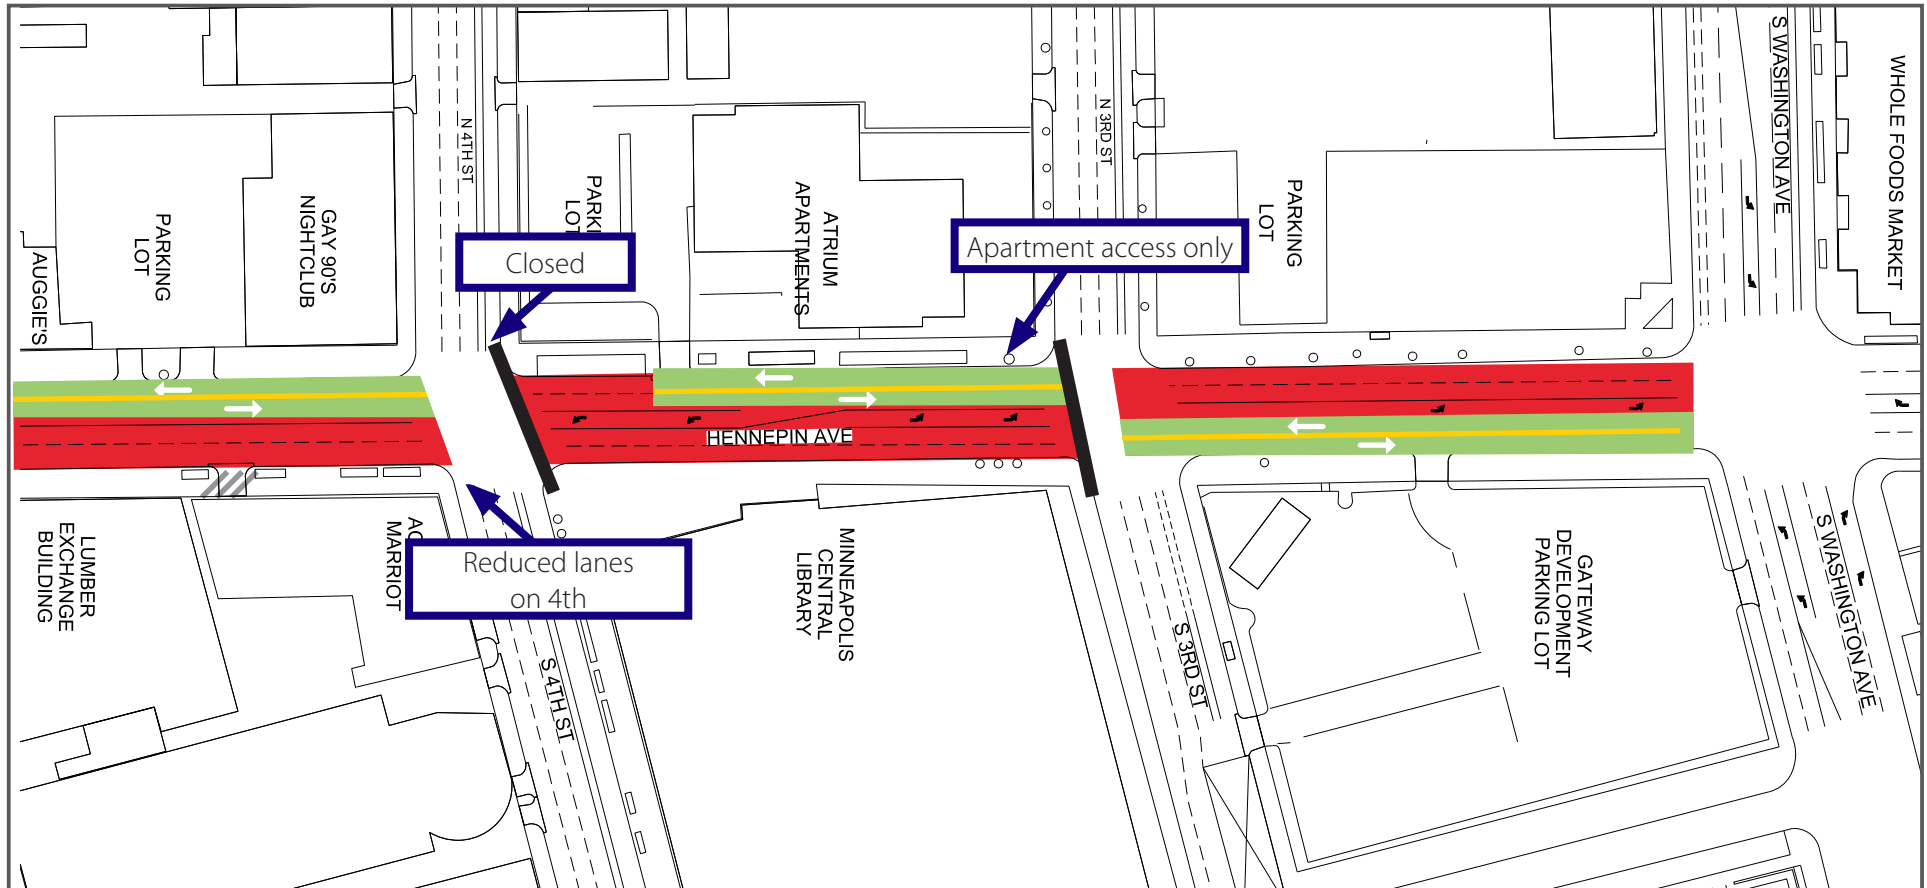 AUGGIE'S
PARKING
LOT
GAY 90'S
NIGHTCLUB
N 4TH ST
Closed
LOT
ATRIUM
APARTMENTS
Apartment access only
N 3RD ST
PARKING
LOT
S WASHINGTON AVE
WHOLE FOODS MARKET
HENNEPIN AVE
LUMBER
EXCHANGE
BUILDING
MARRIOT
Reduced lanes
on 4th
S 4TH ST
MINNEAPOLIS
CENTRAL
LIBRARY
S 3RD ST
GATEWAY
DEVELOPMENT
PARKING LOT
S WASHINGTON AVE